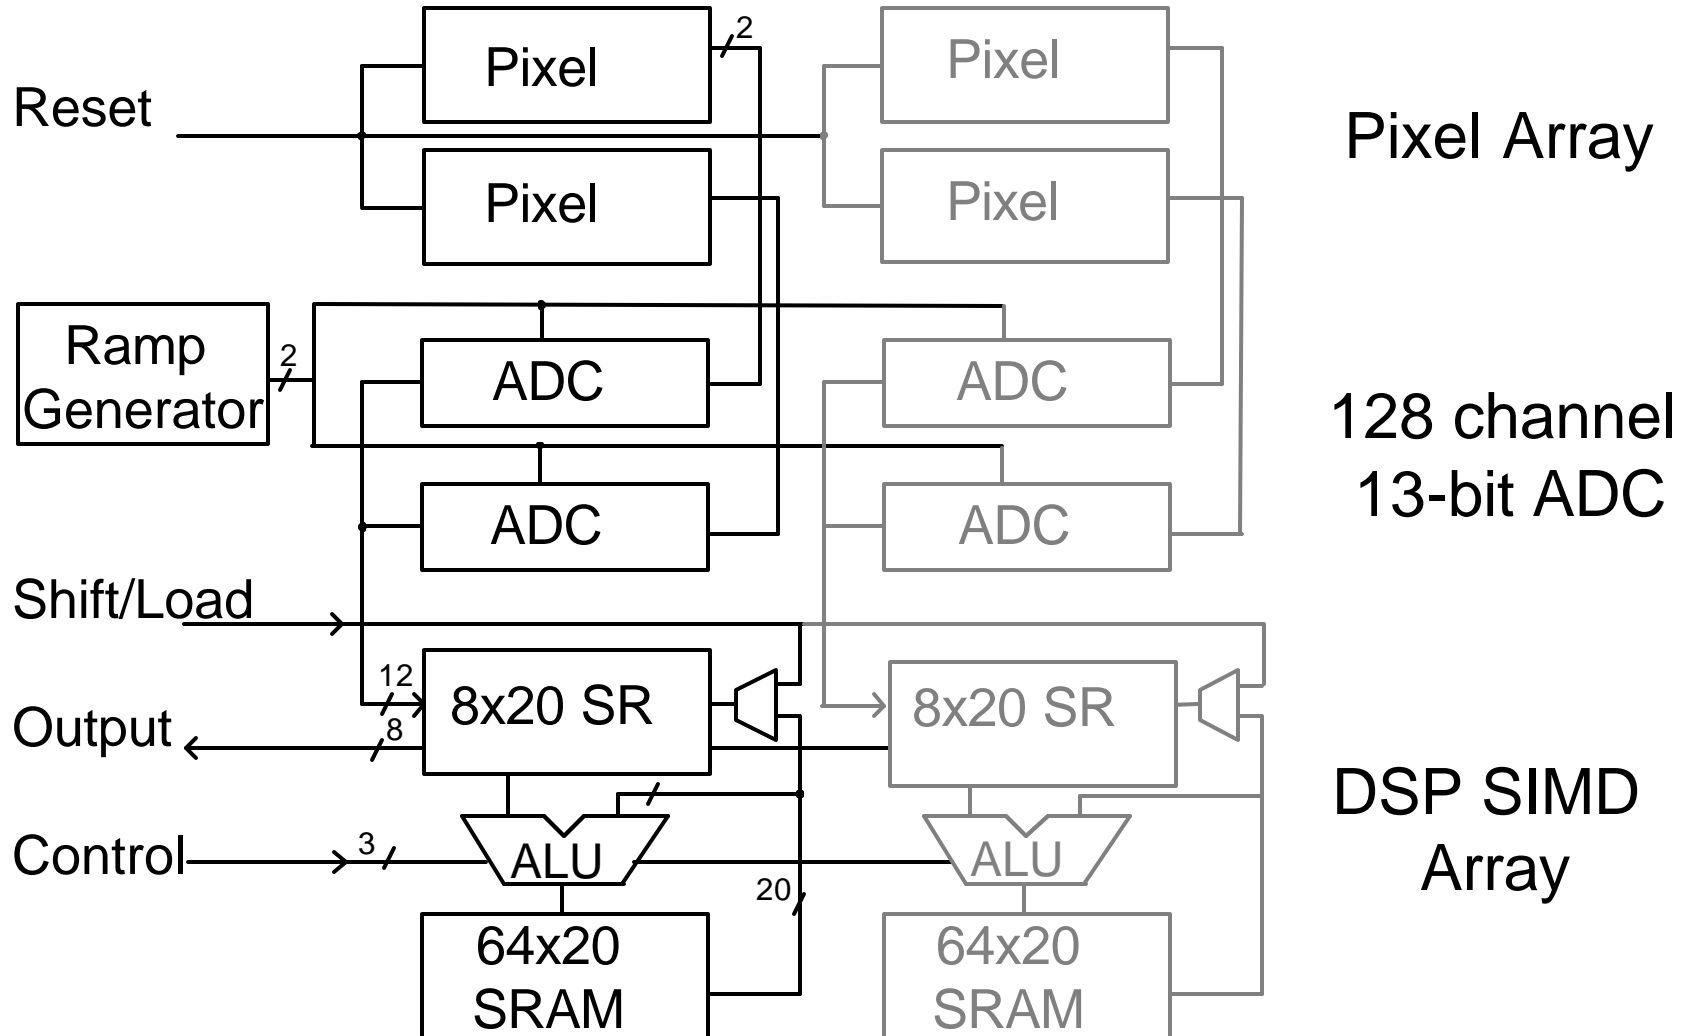 2
Pixel
Pixel
Reset
Pixel Array
Pixel
Pixel
Ramp
Generator
2
ADC
ADC
128 channel
13-bit ADC
ADC
ADC
Shift/Load
12
8x20 SR
8x20 SR
Output
8
DSP SIMD
Array
Control
3
ALU
ALU
20
64x20
SRAM
64x20
SRAM